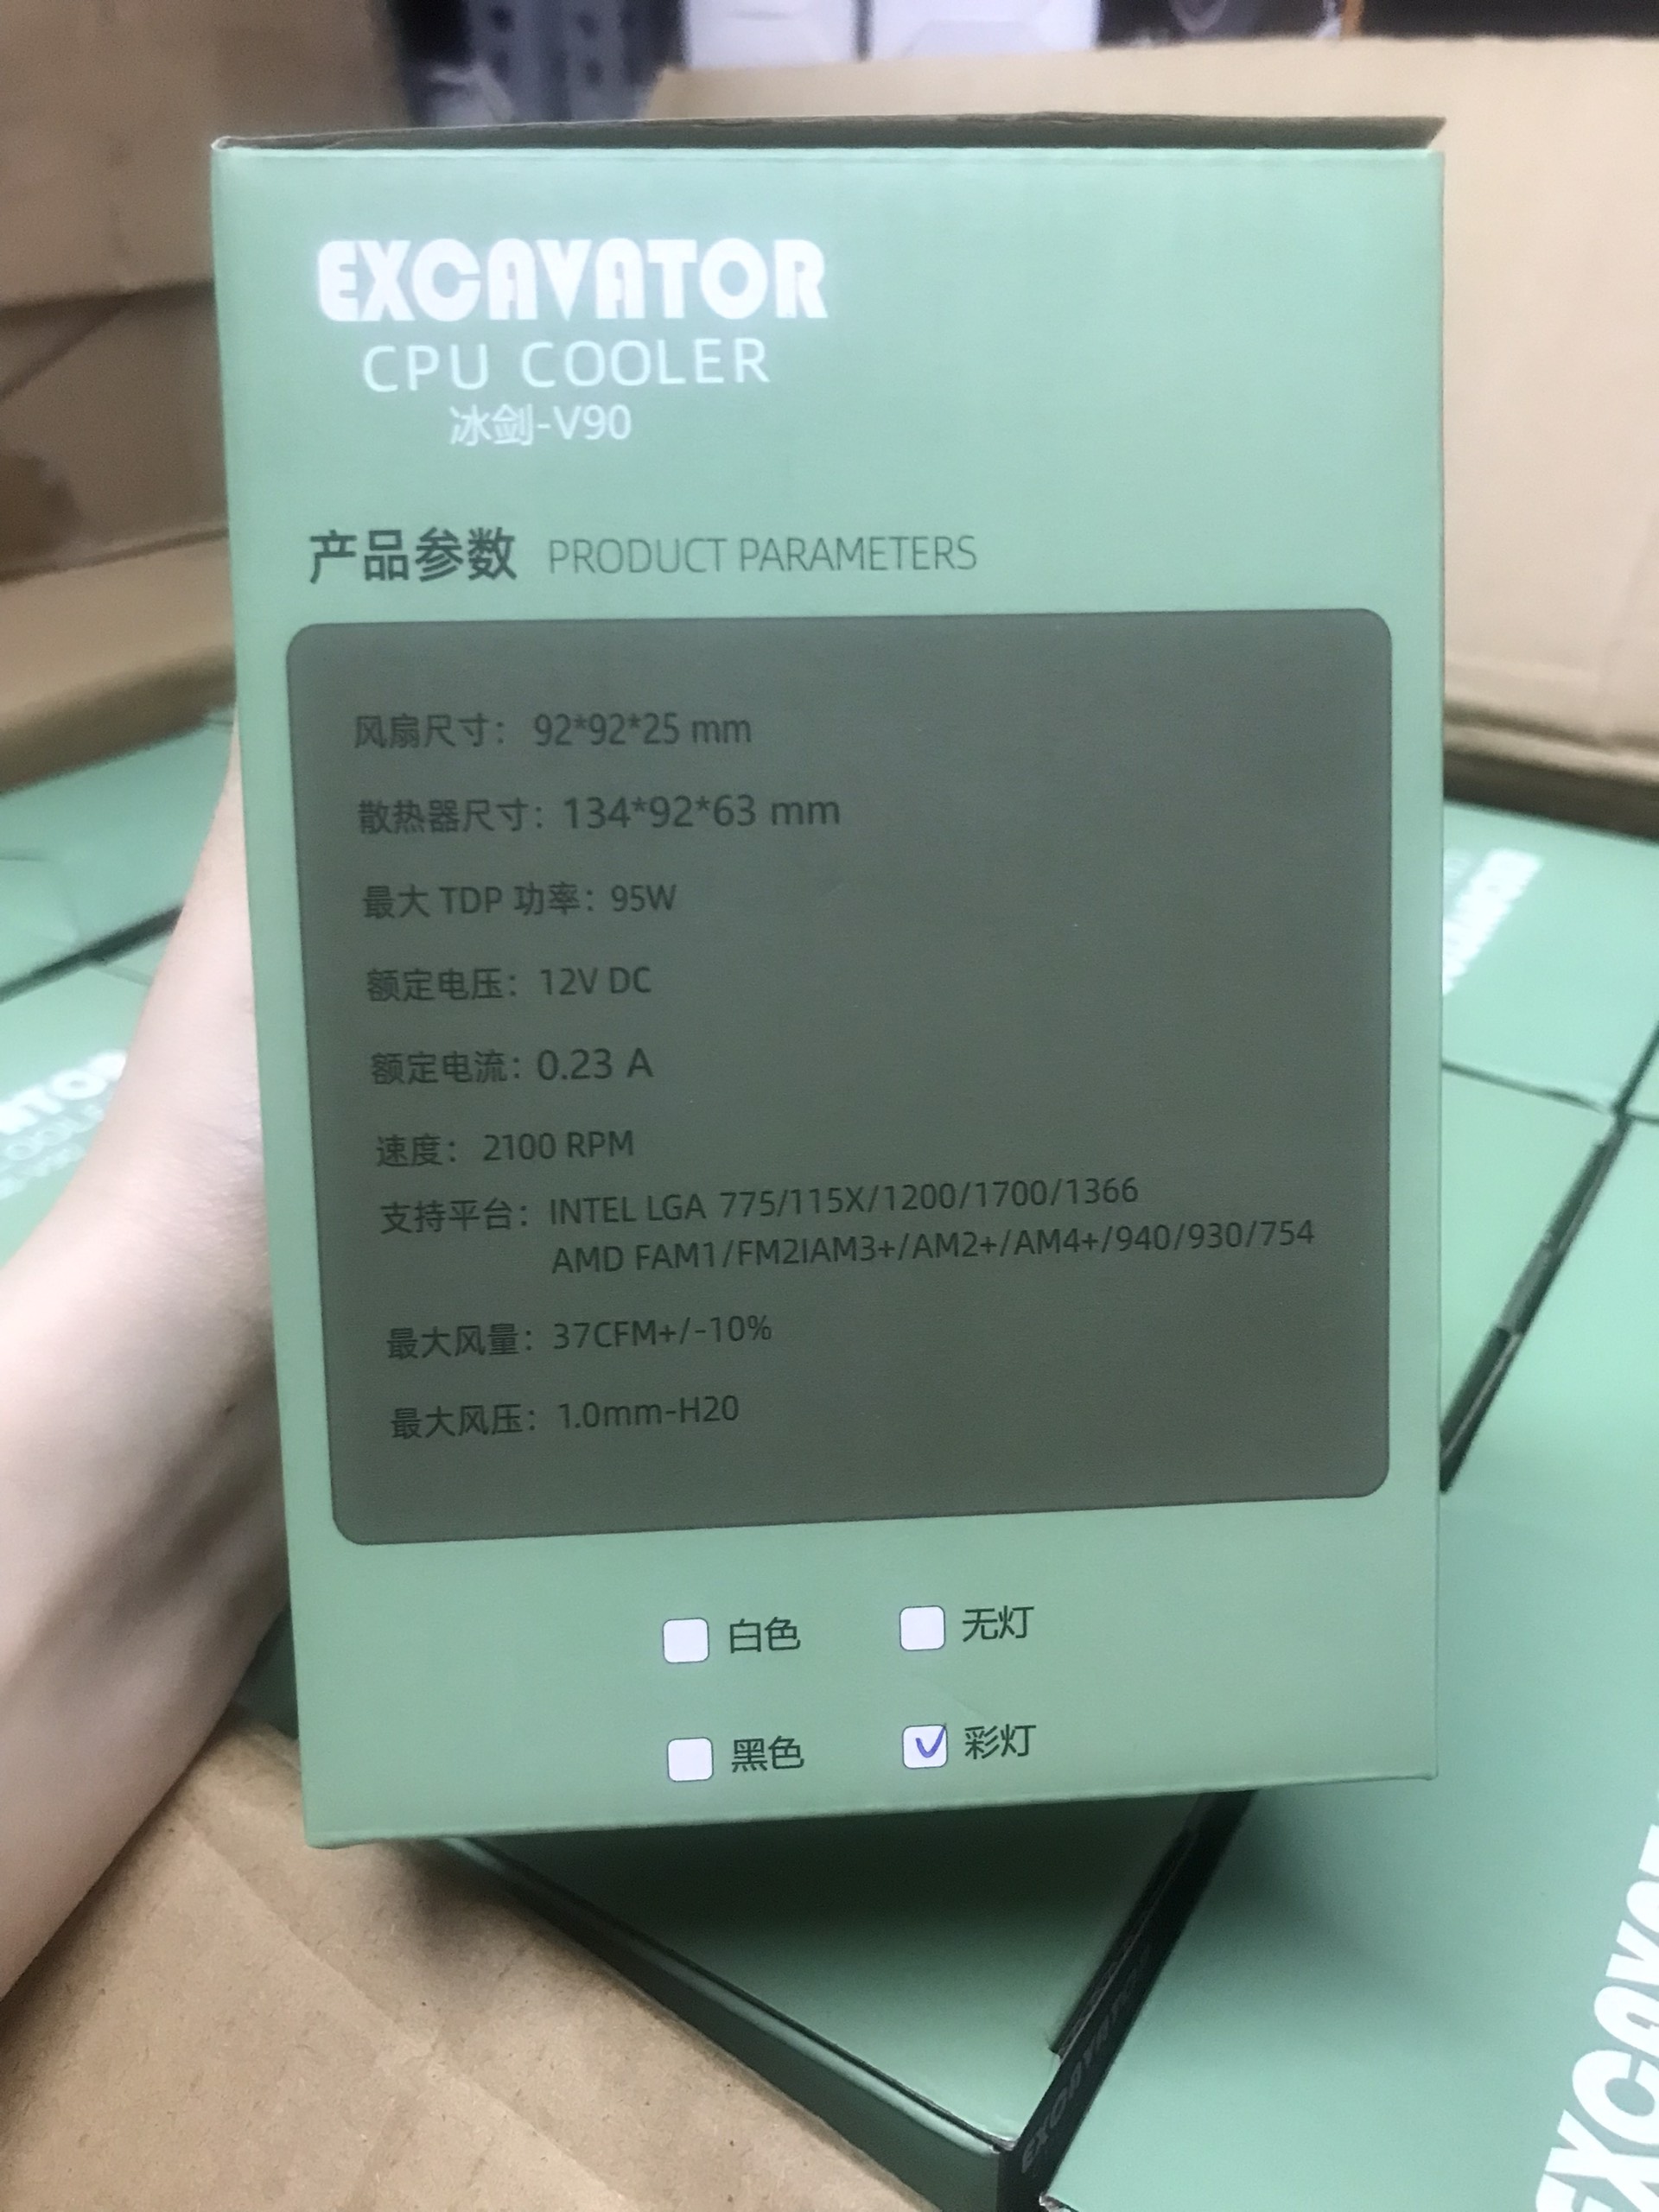 EXCAVATOR
CPU COOLER
冰剑-V90
产品参数 PRODUCT PARAMETERS
风扇尺寸： 92*92*25 mm
散热器尺寸：134*92*63 mm
最大 TDP 功率：95W
额定电压：12V DC
额定电流：0.23 A
速度： 2100 RPM
支持平台：INTEL LGA 775/115X/1200/1700/1366
AMD FAM1/FM2IAM3+/AM2+/AM4+/940/930/754
最大风量：37CFM+/-10%
最大风压：1.0mm-H20
白色 无灯
黑色 彩灯